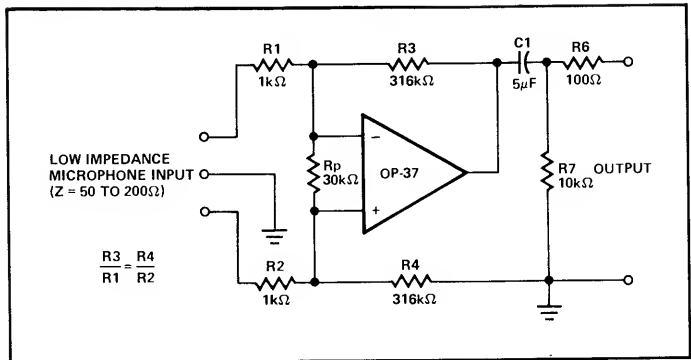 R1
1kΩ
R3
316kΩ
C1
5μF
R6
100Ω
LOW IMPEDANCE
MICROPHONE INPUT
(Z = 50 TO 200Ω)
Rp
30kΩ
−
+
OP-37
R7
10kΩ
OUTPUT
R3/R1 = R4/R2
R2
1kΩ
R4
316kΩ